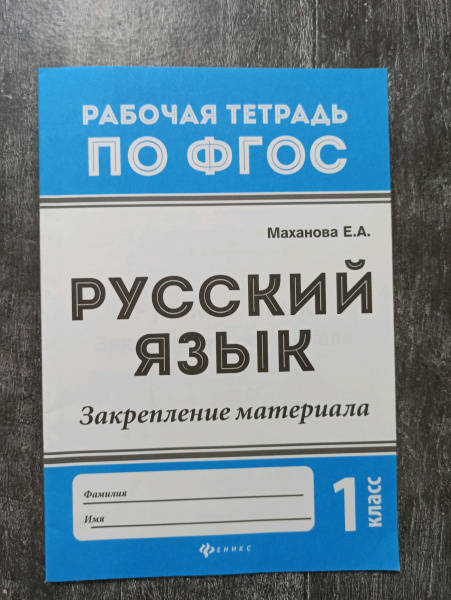 РАБОЧАЯ ТЕТРАДЬ
ПО ФГОС
Маханова Е.А.
РУССКИЙ
ЯЗЫК
Закрепление материала
Фамилия
Имя
1 класс
ФЕНИКС